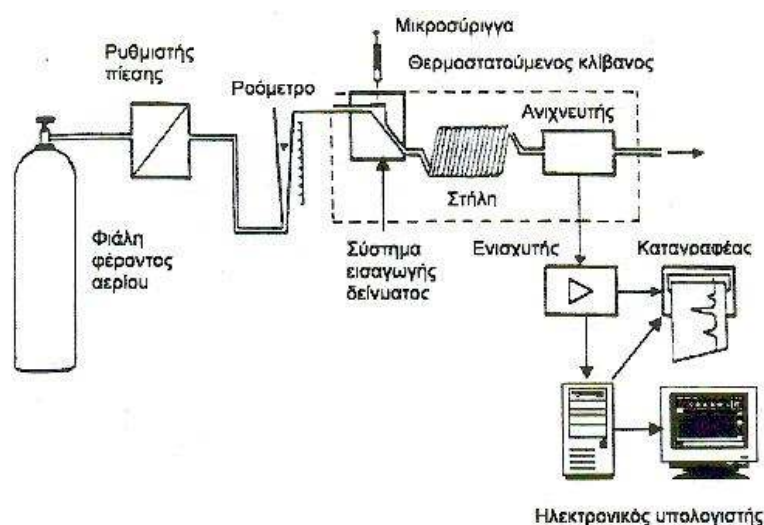 Μικροσύριγγα
Ρυθμιστής
πίεσης
Θερμοστατούμενος κλίβανος
Ροόμετρο
Ανιχνευτής
Στήλη
Φιάλη
φέροντος
αερίου
Σύστημα
εισαγωγής
δείγματος
Ενισχυτής
Καταγραφέας
Ηλεκτρονικός υπολογιστής